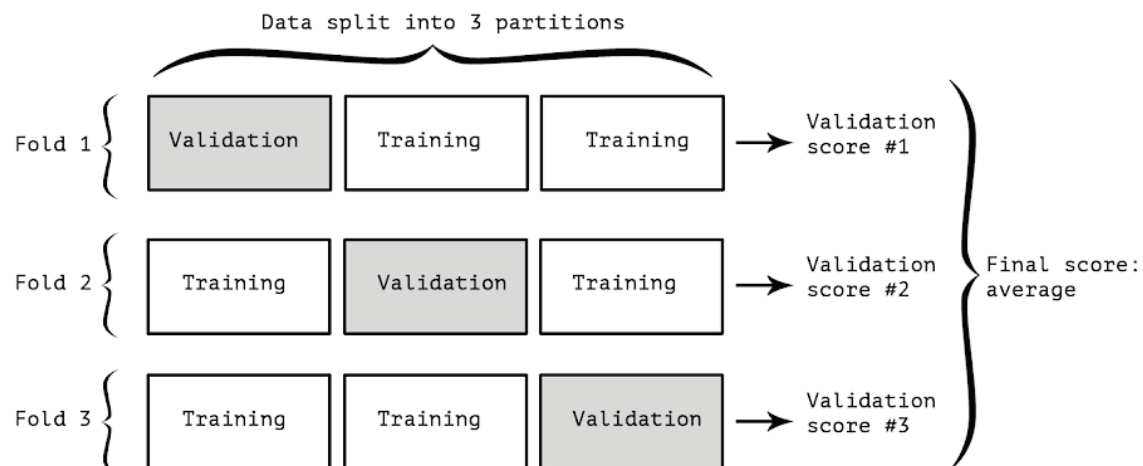 Data split into 3 partitions
Fold 1
Validation
Training
Training
Validation
score #1
Fold 2
Training
Validation
Training
Validation
score #2
Final score:
average
Fold 3
Training
Training
Validation
Validation
score #3